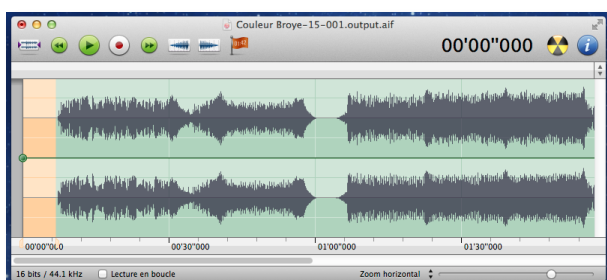 Couleur Broye-15-001.output.aif
00'00"000
00'00"000 00'30"000 01'00"000 01'30"000
16 bits / 44.1 kHz Lecture en boucle Zoom horizontal